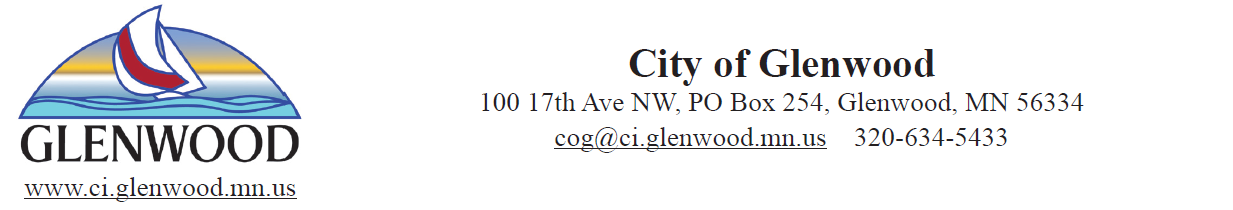 GLENWOOD
www.ci.glenwood.mn.us
City of Glenwood
100 17th Ave NW, PO Box 254, Glenwood, MN 56334
cog@ci.glenwood.mn.us 320-634-5433